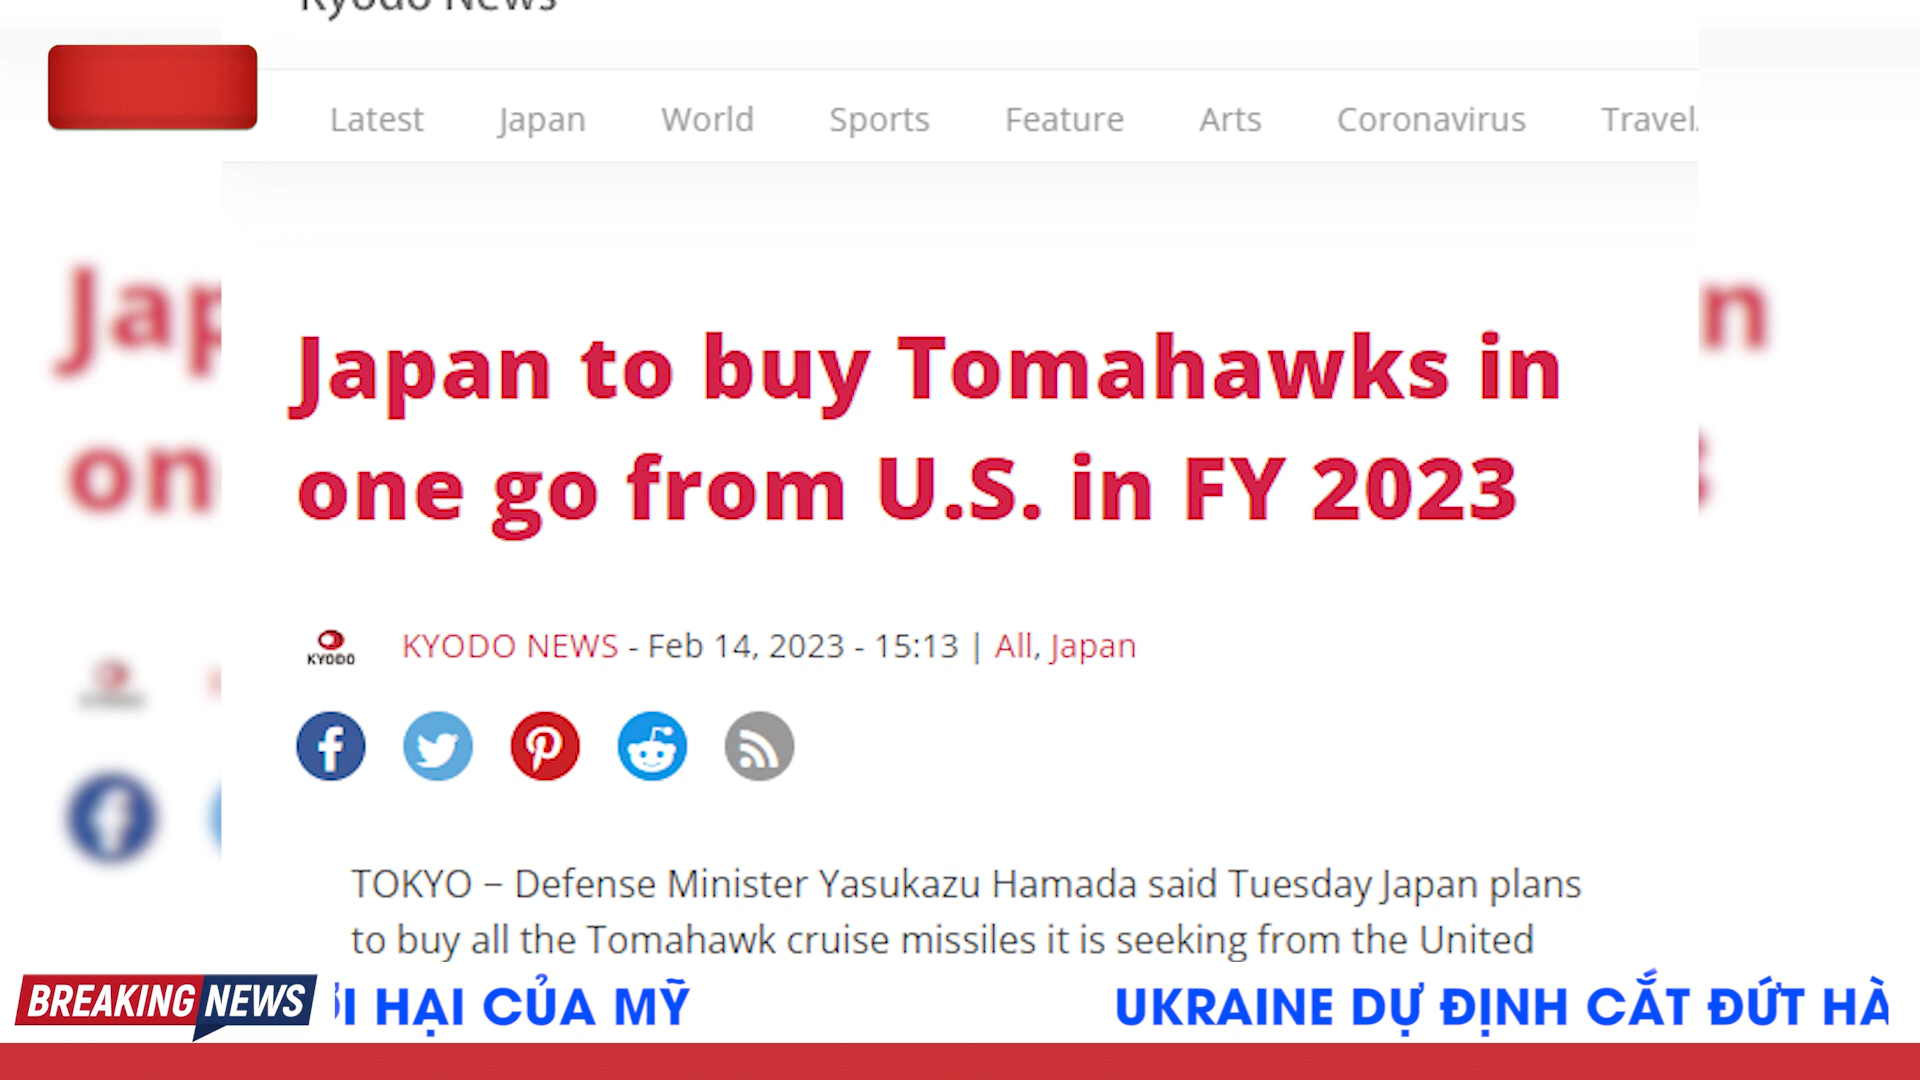 Kyodo News
Latest Japan World Sports Feature Arts Coronavirus Travel
Japan to buy Tomahawks in
one go from U.S. in FY 2023
KYODO
KYODO NEWS - Feb 14, 2023 - 15:13 | All, Japan
TOKYO – Defense Minister Yasukazu Hamada said Tuesday Japan plans
to buy all the Tomahawk cruise missiles it is seeking from the United
BREAKING NEWS
HẠI CỦA MỸ
UKRAINE DỰ ĐỊNH CẮT ĐỨT